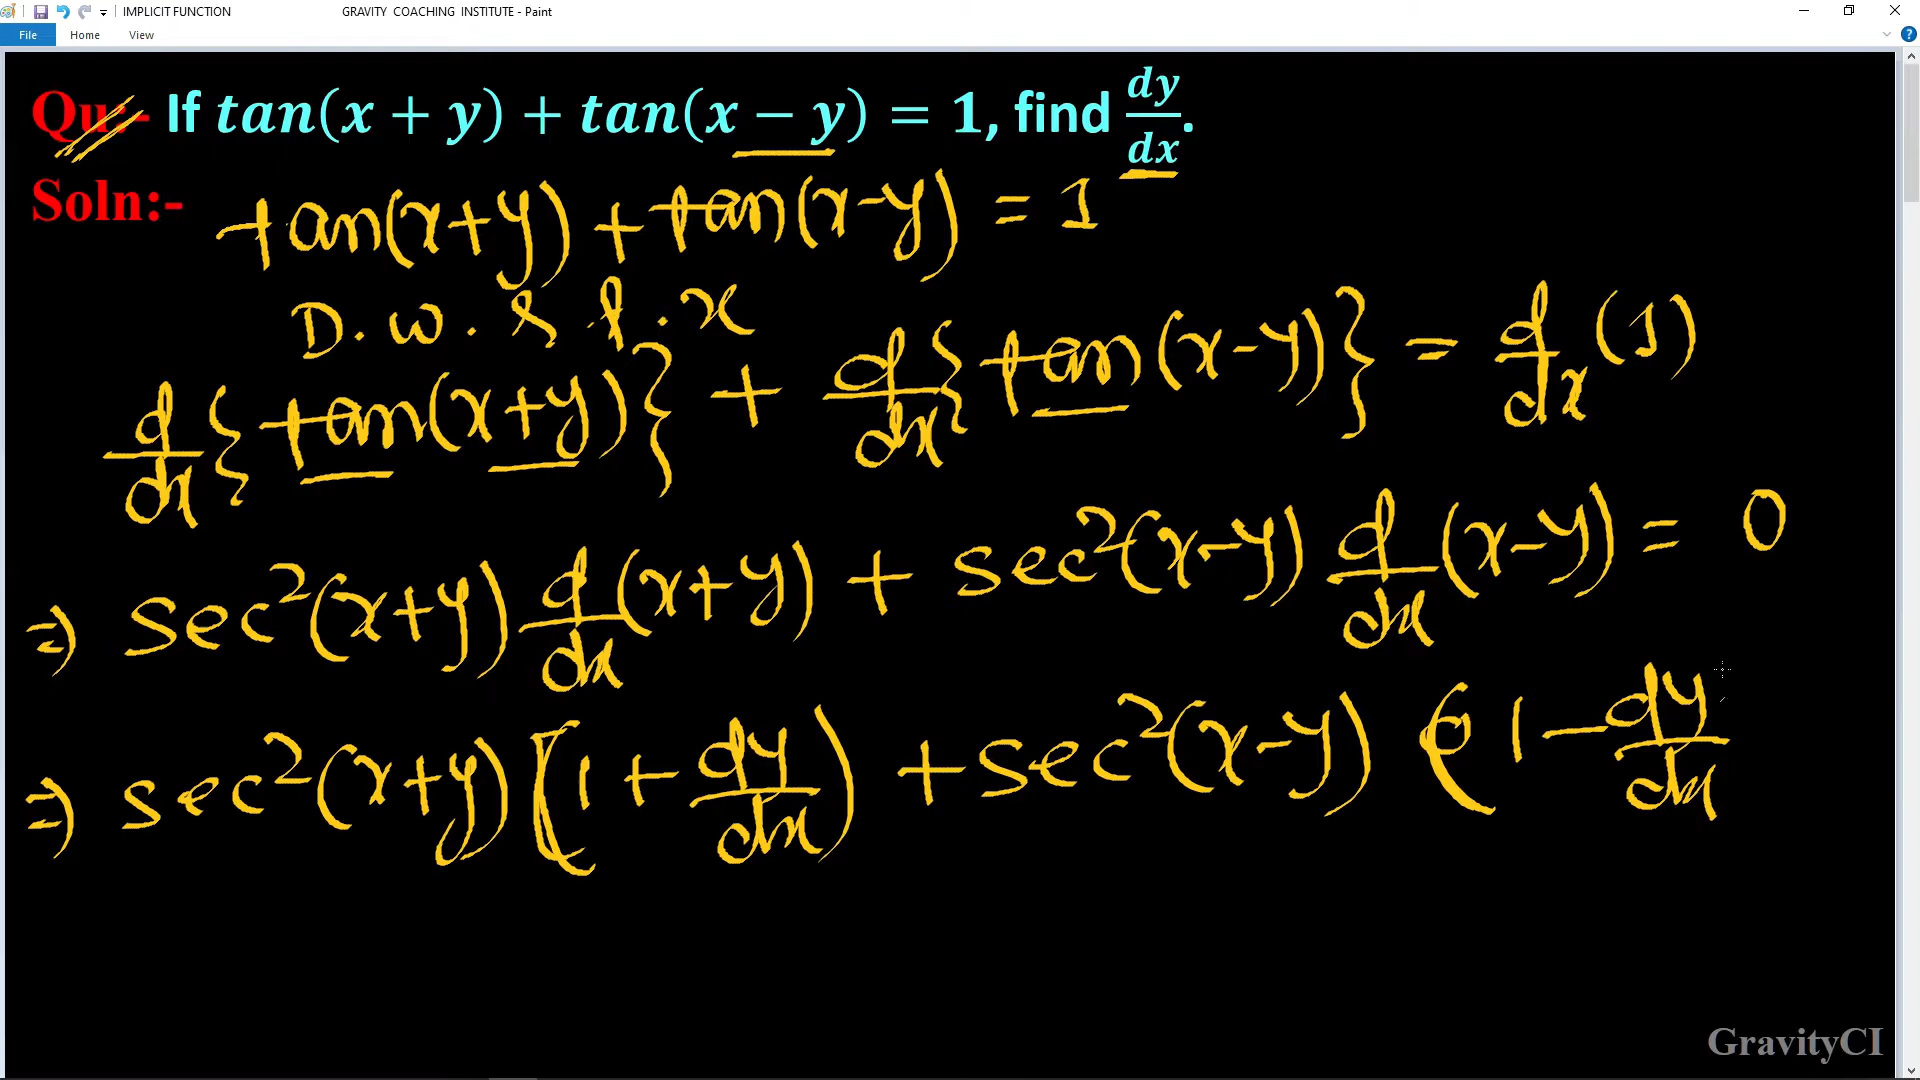 IMPLICIT FUNCTION GRAVITY COACHING INSTITUTE - Paint
File Home View
Qu:- If tan(x + y) + tan(x − y) = 1, find dy/dx.
Soln:- tan(x+y) + tan(x-y) = 1
D. w. r. t. x
d/dx{tan(x+y)} + d/dx{tan(x-y)} = d/dx(1)
⇒) sec²(x+y) d/dx(x+y) + sec²(x-y) d/dx(x-y) = 0
⇒) sec²(x+y)(1 + dy/dx) + sec²(x-y) (1 - dy/dx
GravityCI